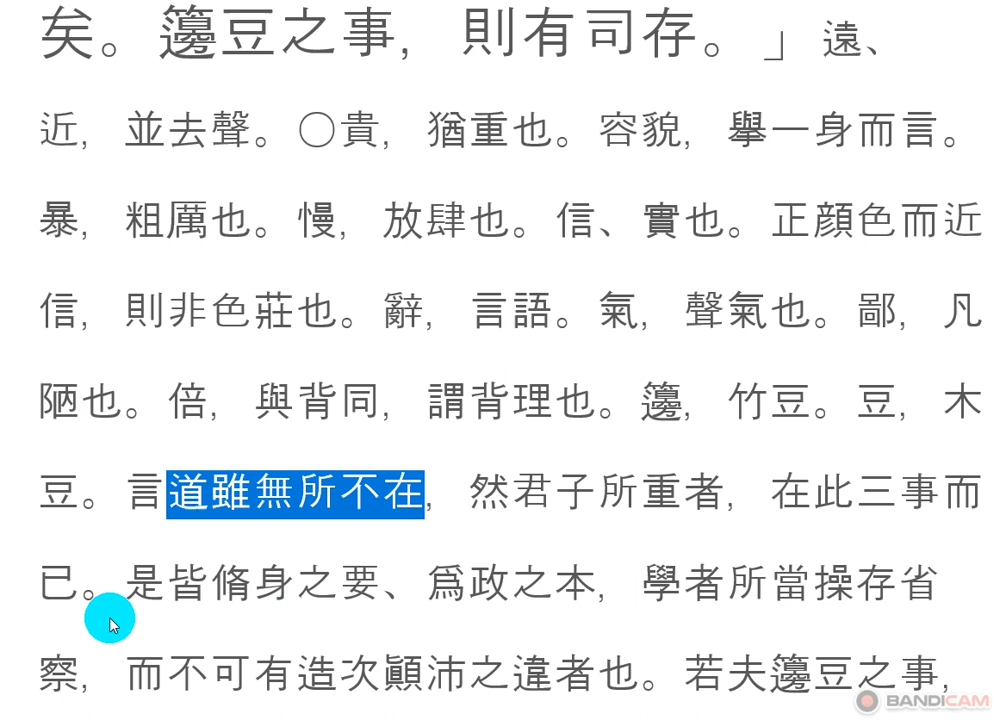 矣。籩豆之事，則有司存。」遠、
近，並去聲。○貴，猶重也。容貌，擧一身而言。
暴，粗厲也。慢，放肆也。信、實也。正顔色而近
信，則非色莊也。辭，言語。氣，聲氣也。鄙，凡
陋也。倍，與背同，謂背理也。籩，竹豆。豆，木
豆。言道雖無所不在，然君子所重者，在此三事而
已。是皆脩身之要、爲政之本，學者所當操存省
察，而不可有造次顚沛之違者也。若夫籩豆之事，
BANDICAM